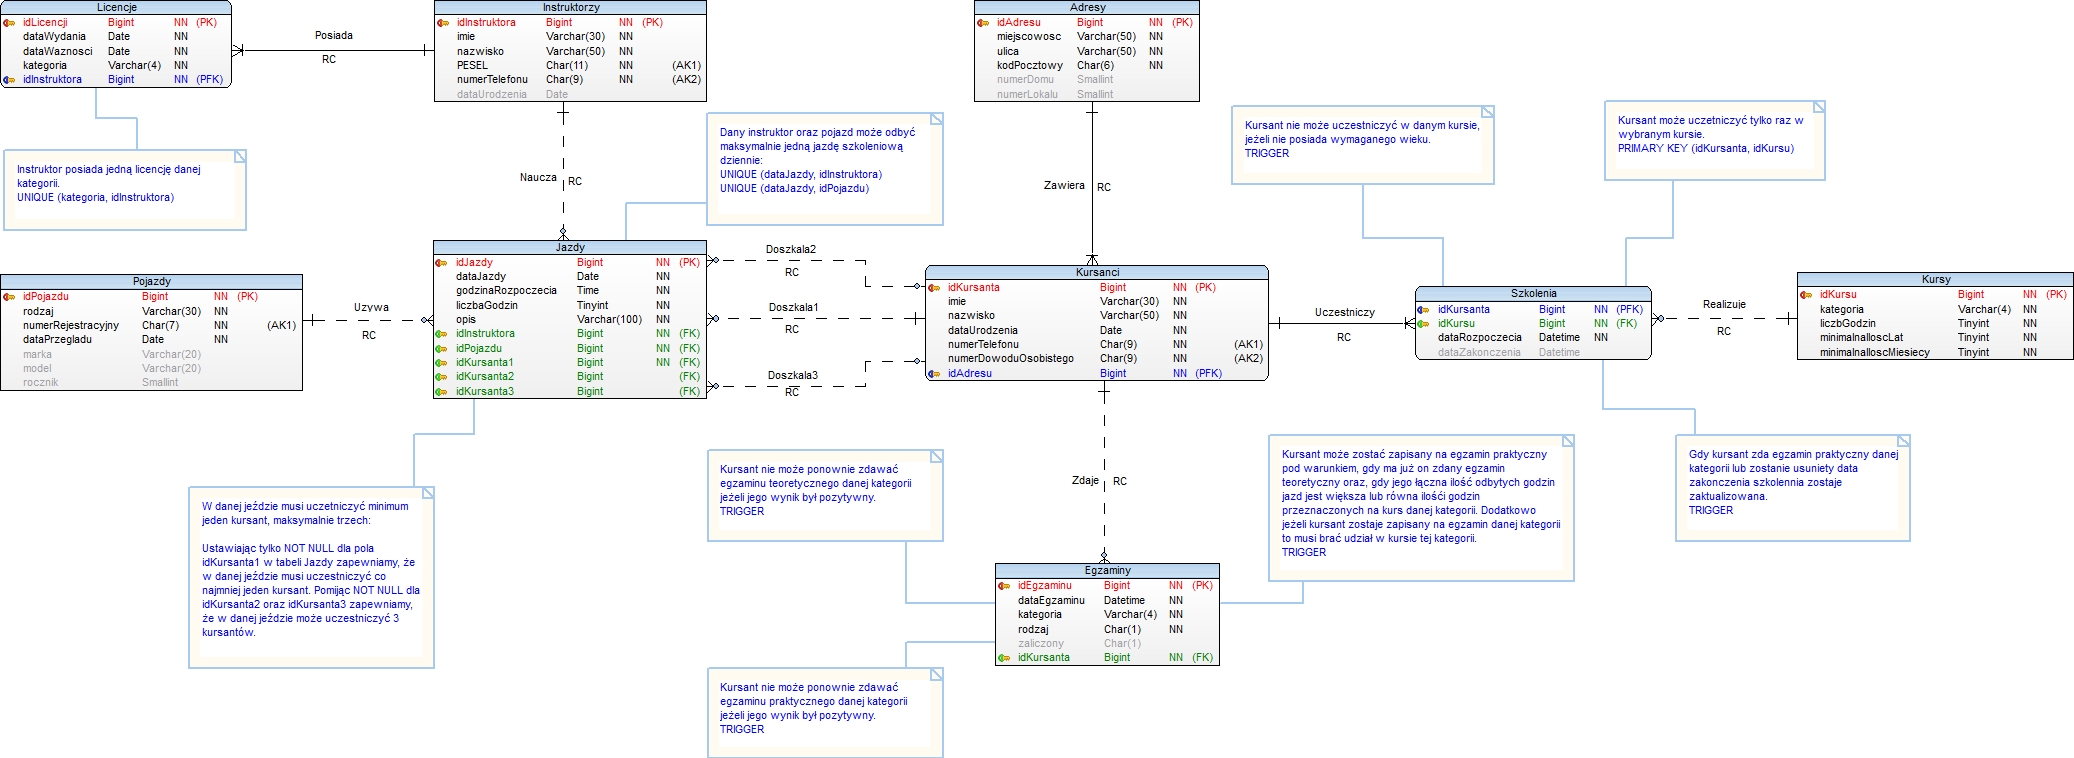 Licencje
idLicencji Bigint NN (PK)
dataWydania Date NN
dataWaznosci Date NN
kategoria Varchar(4) NN
idInstruktora Bigint NN (PFK)
Posiada
RC
Instruktorzy
idInstruktora Bigint NN (PK)
imie Varchar(30) NN
nazwisko Varchar(50) NN
PESEL Char(11) NN (AK1)
numerTelefonu Char(9) NN (AK2)
dataUrodzenia Date
Adresy
idAdresu Bigint NN (PK)
miejscowosc Varchar(50) NN
ulica Varchar(50) NN
kodPocztowy Char(6) NN
numerDomu Smallint
numerLokalu Smallint
Instruktor posiada jedną licencję danej
kategorii.
UNIQUE (kategoria, idInstruktora)
Naucza
RC
Dany instruktor oraz pojazd może odbyć
maksymalnie jedną jazdę szkoleniową
dziennie:
UNIQUE (dataJazdy, idInstruktora)
UNIQUE (dataJazdy, idPojazdu)
Zawiera
RC
Kursant nie może uczestniczyć w danym kursie,
jeżeli nie posiada wymaganego wieku.
TRIGGER
Kursant może uczetniczyć tylko raz w
wybranym kursie.
PRIMARY KEY (idKursanta, idKursu)
Pojazdy
idPojazdu Bigint NN (PK)
rodzaj Varchar(30) NN
numerRejestracyjny Char(7) NN (AK1)
dataPrzegladu Date NN
marka Varchar(20)
model Varchar(20)
rocznik Smallint
Uzywa
RC
Jazdy
idJazdy Bigint NN (PK)
dataJazdy Date NN
godzinaRozpoczecia Time NN
liczbaGodzin Tinyint NN
opis Varchar(100) NN
idInstruktora Bigint NN (FK)
idPojazdu Bigint NN (FK)
idKursanta1 Bigint NN (FK)
idKursanta2 Bigint (FK)
idKursanta3 Bigint (FK)
Doszkala2
RC
Doszkala1
RC
Doszkala3
RC
Kursanci
idKursanta Bigint NN (PK)
imie Varchar(30) NN
nazwisko Varchar(50) NN
dataUrodzenia Date NN
numerTelefonu Char(9) NN (AK1)
numerDowoduOsobistego Char(9) NN (AK2)
idAdresu Bigint NN (PFK)
Uczestniczy
RC
Szkolenia
idKursanta Bigint NN (PFK)
idKursu Bigint NN (FK)
dataRozpoczecia Datetime NN
dataZakonczenia Datetime
Realizuje
RC
Kursy
idKursu Bigint NN (PK)
kategoria Varchar(4) NN
liczbGodzin Tinyint NN
minimalnaIloscLat Tinyint NN
minimalnaIloscMiesiecy Tinyint NN
W danej jeździe musi uczetniczyć minimum
jeden kursant, maksymalnie trzech:
Ustawiając tylko NOT NULL dla pola
idKursanta1 w tabeli Jazdy zapewniamy, że
w danej jeździe musi uczestniczyć co
najmniej jeden kursant. Pomijąc NOT NULL dla
idKursanta2 oraz idKursanta3 zapewniamy,
że w danej jeździe może uczestniczyć 3
kursantów.
Kursant nie może ponownie zdawać
egzaminu teoretycznego danej kategorii
jeżeli jego wynik był pozytywny.
TRIGGER
Zdaje
RC
Kursant może zostać zapisany na egzamin praktyczny
pod warunkiem, gdy ma już on zdany egzamin
teoretyczny oraz, gdy jego łączna ilość odbytych godzin
jazd jest większa lub równa ilośći godzin
przeznaczonych na kurs danej kategorii. Dodatkowo
jeżeli kursant zostaje zapisany na egzamin danej kategorii
to musi brać udział w kursie tej kategorii.
TRIGGER
Gdy kursant zda egzamin praktyczny danej
kategorii lub zostanie usuniety data
zakonczenia szkolennia zostaje
zaktualizowana.
TRIGGER
Egzaminy
idEgzaminu Bigint NN (PK)
dataEgzaminu Datetime NN
kategoria Varchar(4) NN
rodzaj Char(1) NN
zaliczony Char(1)
idKursanta Bigint NN (FK)
Kursant nie może ponownie zdawać
egzaminu praktycznego danej kategorii
jeżeli jego wynik był pozytywny.
TRIGGER